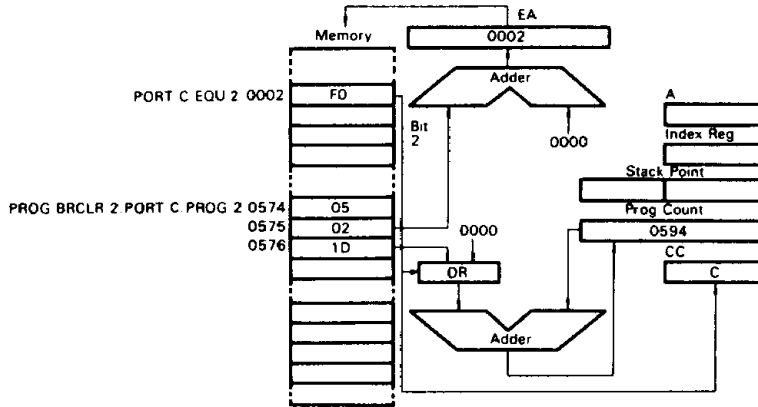 EA
Memory
0002
Adder
PORT C EQU 2 0002
F0
A
Bit
2
0000
Index Reg
Stack Point
PROG BRCLR 2.PORT C.PROG 2 0574
05
Prog Count
0575
02
0594
0576
1D
0000
CC
OR
C
Adder